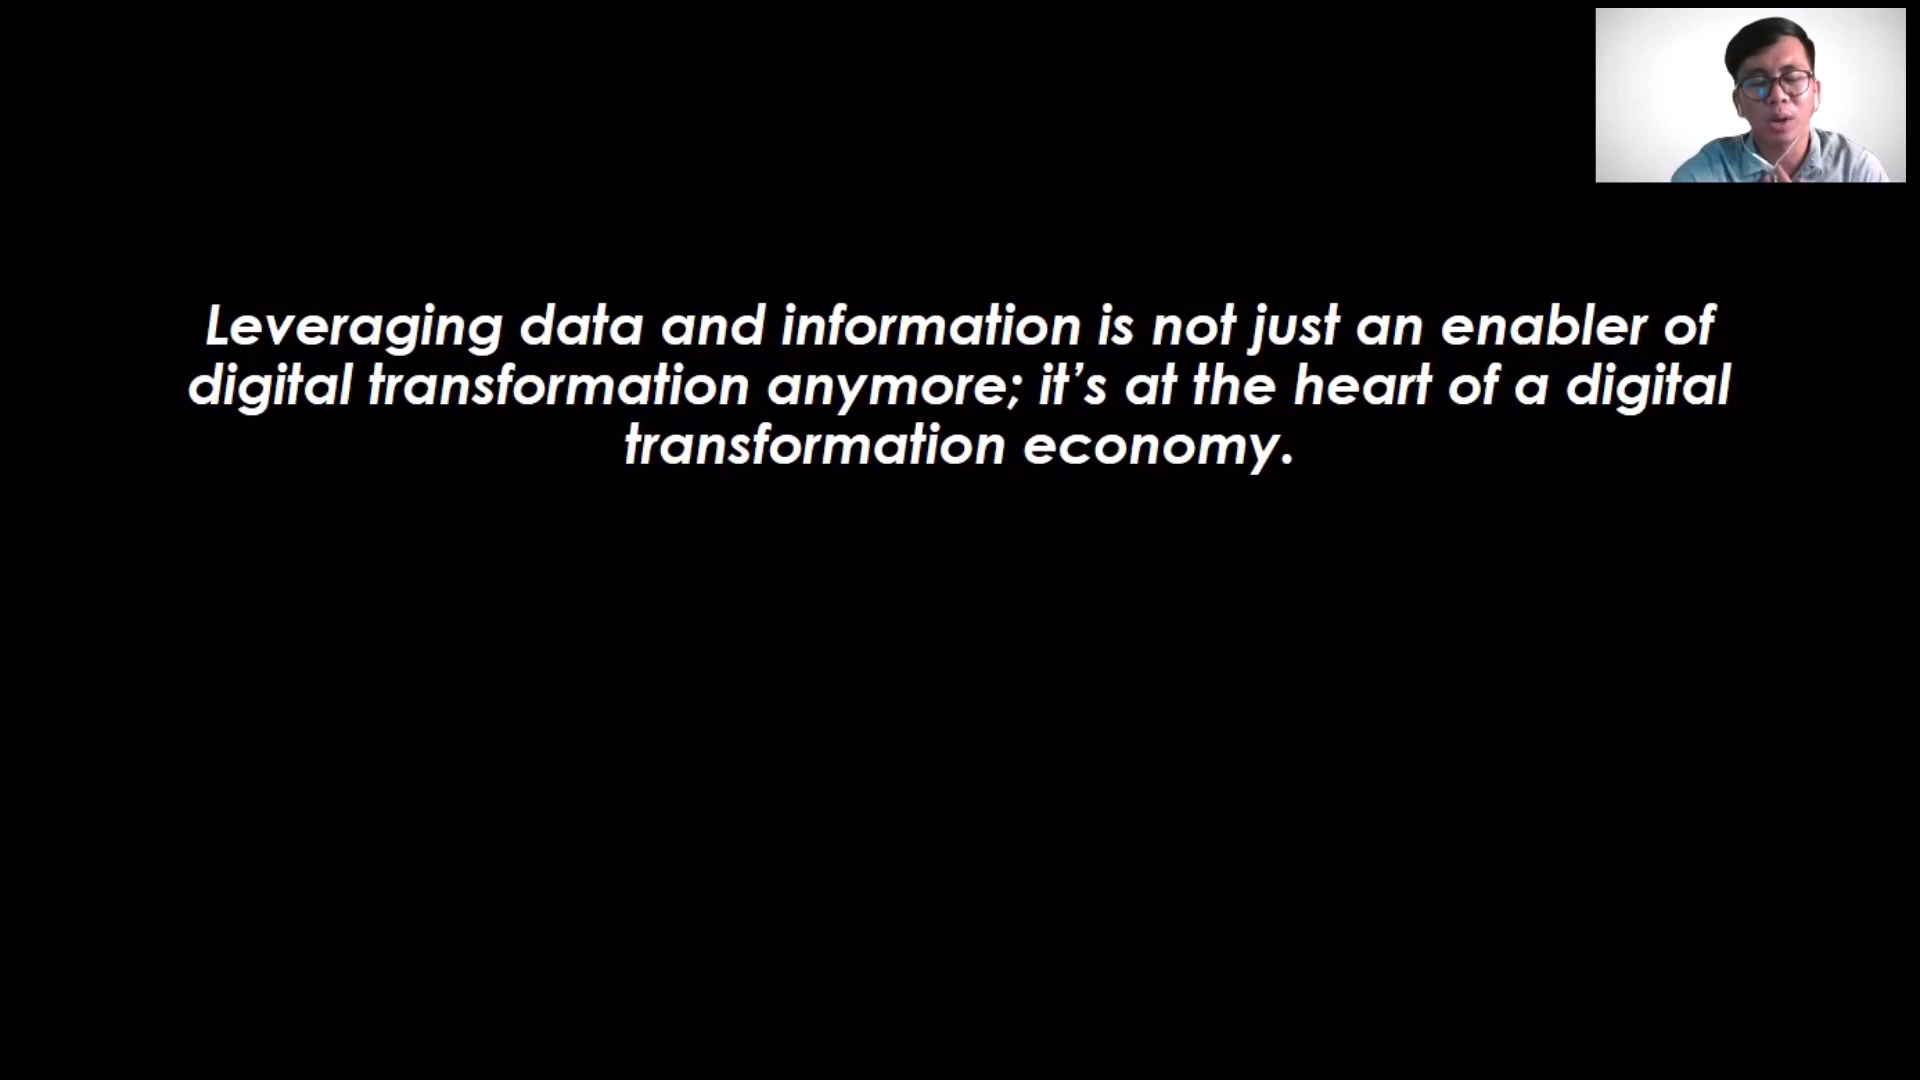 Leveraging data and information is not just an enabler of
digital transformation anymore; it’s at the heart of a digital
transformation economy.